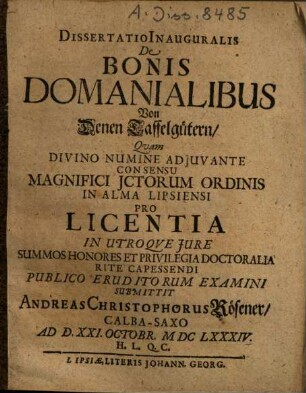 A. Diss. 8485
DISSERTATIO INAUGURALIS
De
BONIS
DOMANIALIBUS
Von
Denen Taffelgütern/
Quam
DIVINO NUMINE ADJUVANTE
CONSENSU
MAGNIFICI JCTORUM ORDINIS
IN ALMA LIPSIENSI
PRO
LICENTIA
IN UTROQVE JURE
SUMMOS HONORES ET PRIVILEGIA DOCTORALIA
RITE CAPESSENDI
PUBLICO ERUDITORUM EXAMINI
SUBMITTIT
ANDREAS CHRISTOPHORUS Rösener/
CALBA-SAXO
AD D. XXI. OCTOBR. M DC LXXXIV.
H. L. Q. C.
LIPSIÆ, LITERIS JOHANN. GEORG.